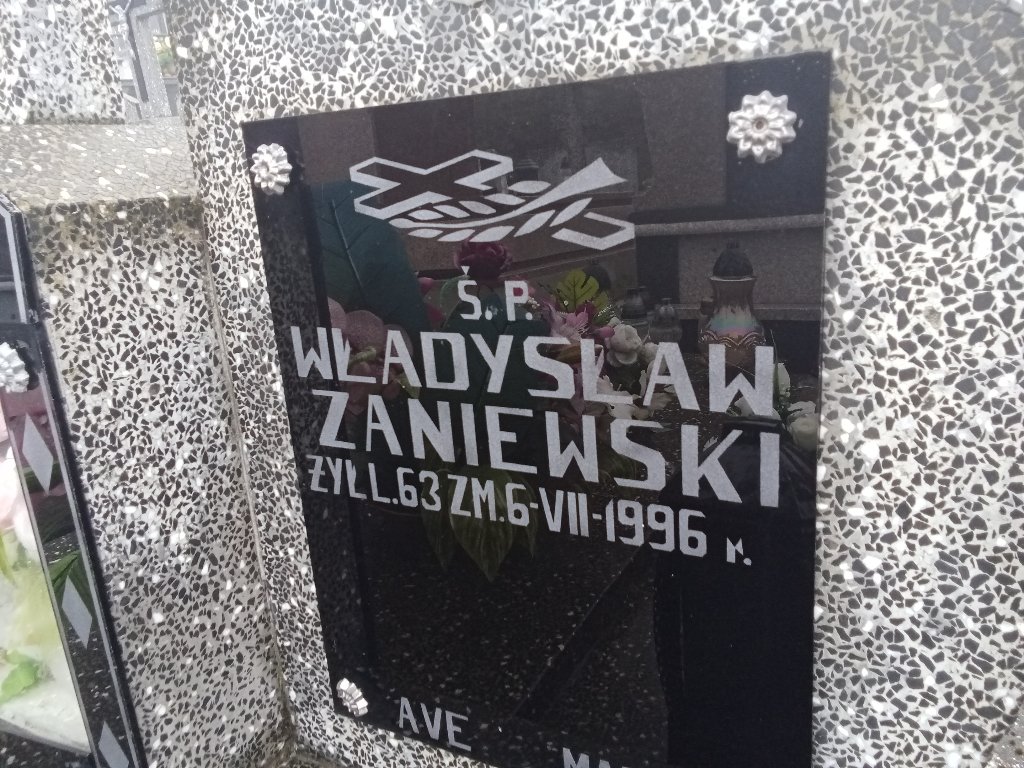 Ś.P.
WŁADYSŁAW
ZANIEWSKI
ŻYŁ L.63 ZM.6-VII-1996 R.
AVE